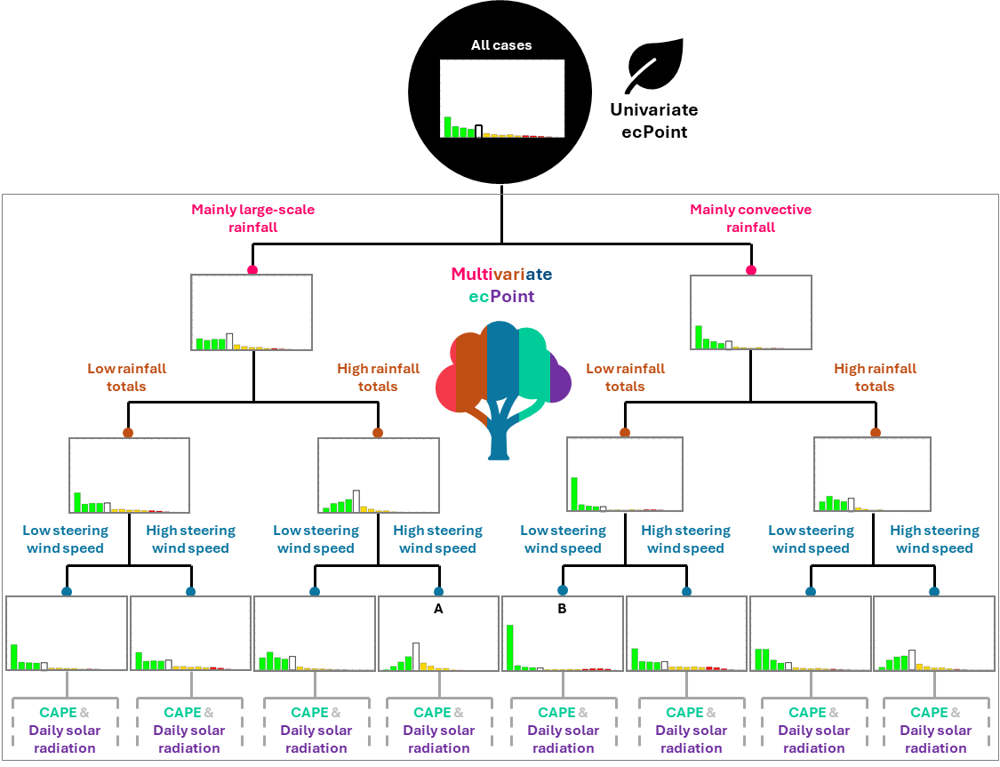 All cases
Univariate
ecPoint
Mainly large-scale
rainfall
Mainly convective
rainfall
Multivariate
ecPoint
Low rainfall
totals
High rainfall
totals
Low rainfall
totals
High rainfall
totals
Low steering
wind speed
High steering
wind speed
Low steering
wind speed
High steering
wind speed
Low steering
wind speed
High steering
wind speed
Low steering
wind speed
High steering
wind speed
A
B
CAPE &
Daily solar
radiation
CAPE &
Daily solar
radiation
CAPE &
Daily solar
radiation
CAPE &
Daily solar
radiation
CAPE &
Daily solar
radiation
CAPE &
Daily solar
radiation
CAPE &
Daily solar
radiation
CAPE &
Daily solar
radiation